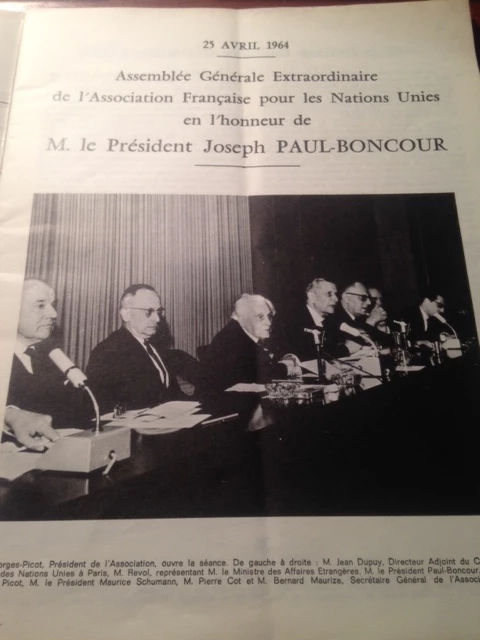 25 AVRIL 1964
Assemblée Générale Extraordinaire
de l'Association Française pour les Nations Unies
en l'honneur de
M. le Président Joseph PAUL-BONCOUR
orges-Picot, Président de l'Association, ouvre la séance. De gauche à droite : M. Jean Dupuy, Directeur Adjoint du C
des Nations Unies à Paris, M. Revol, représentant M. le Ministre des Affaires Etrangères. M. le Président Paul-Boncour.
Picot, M. le Président Maurice Schumann, M. Pierre Cot et M. Bernard Maurize, Secrétaire Général de l'Assoc